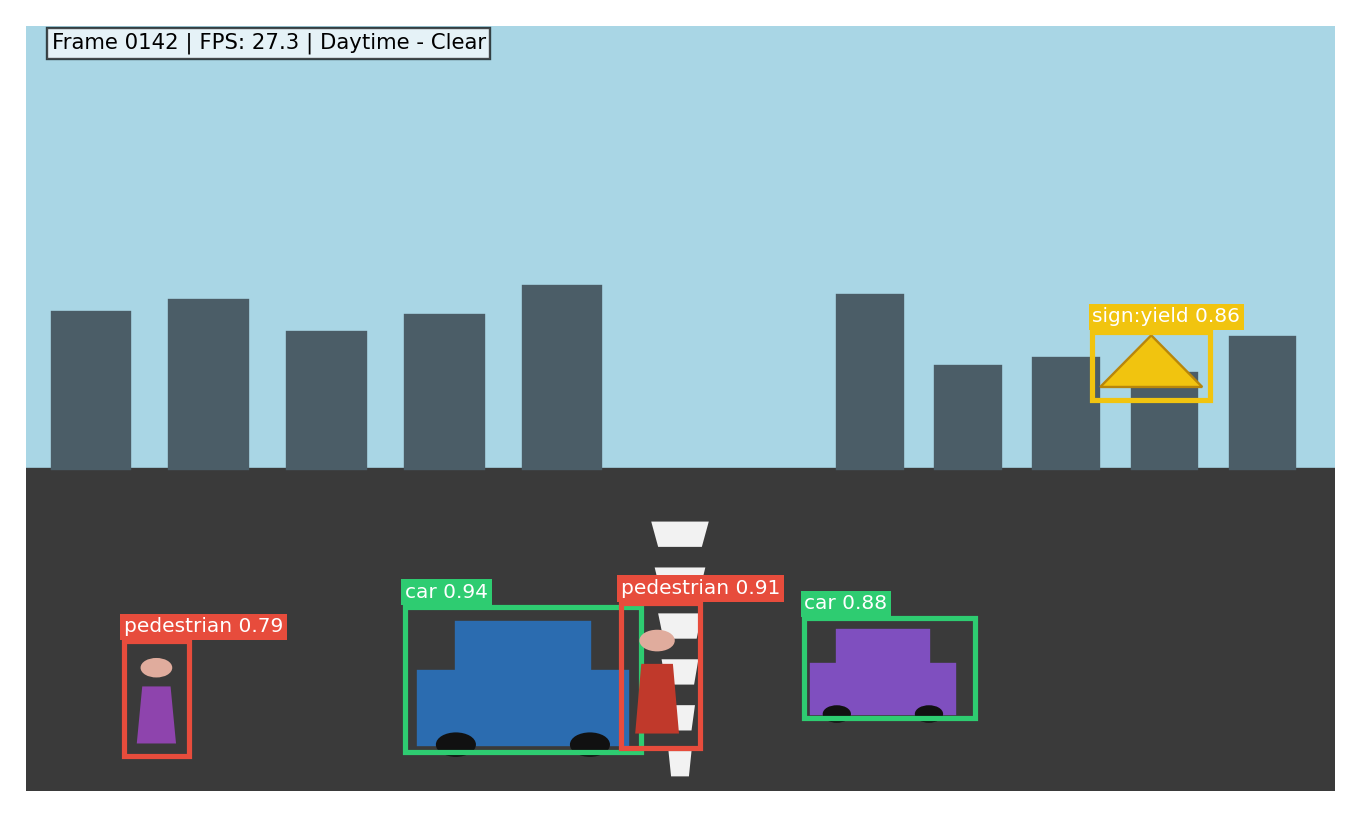 Frame 0142 | FPS: 27.3 | Daytime - Clear
sign:yield 0.86
car 0.94
pedestrian 0.91
car 0.88
pedestrian 0.79